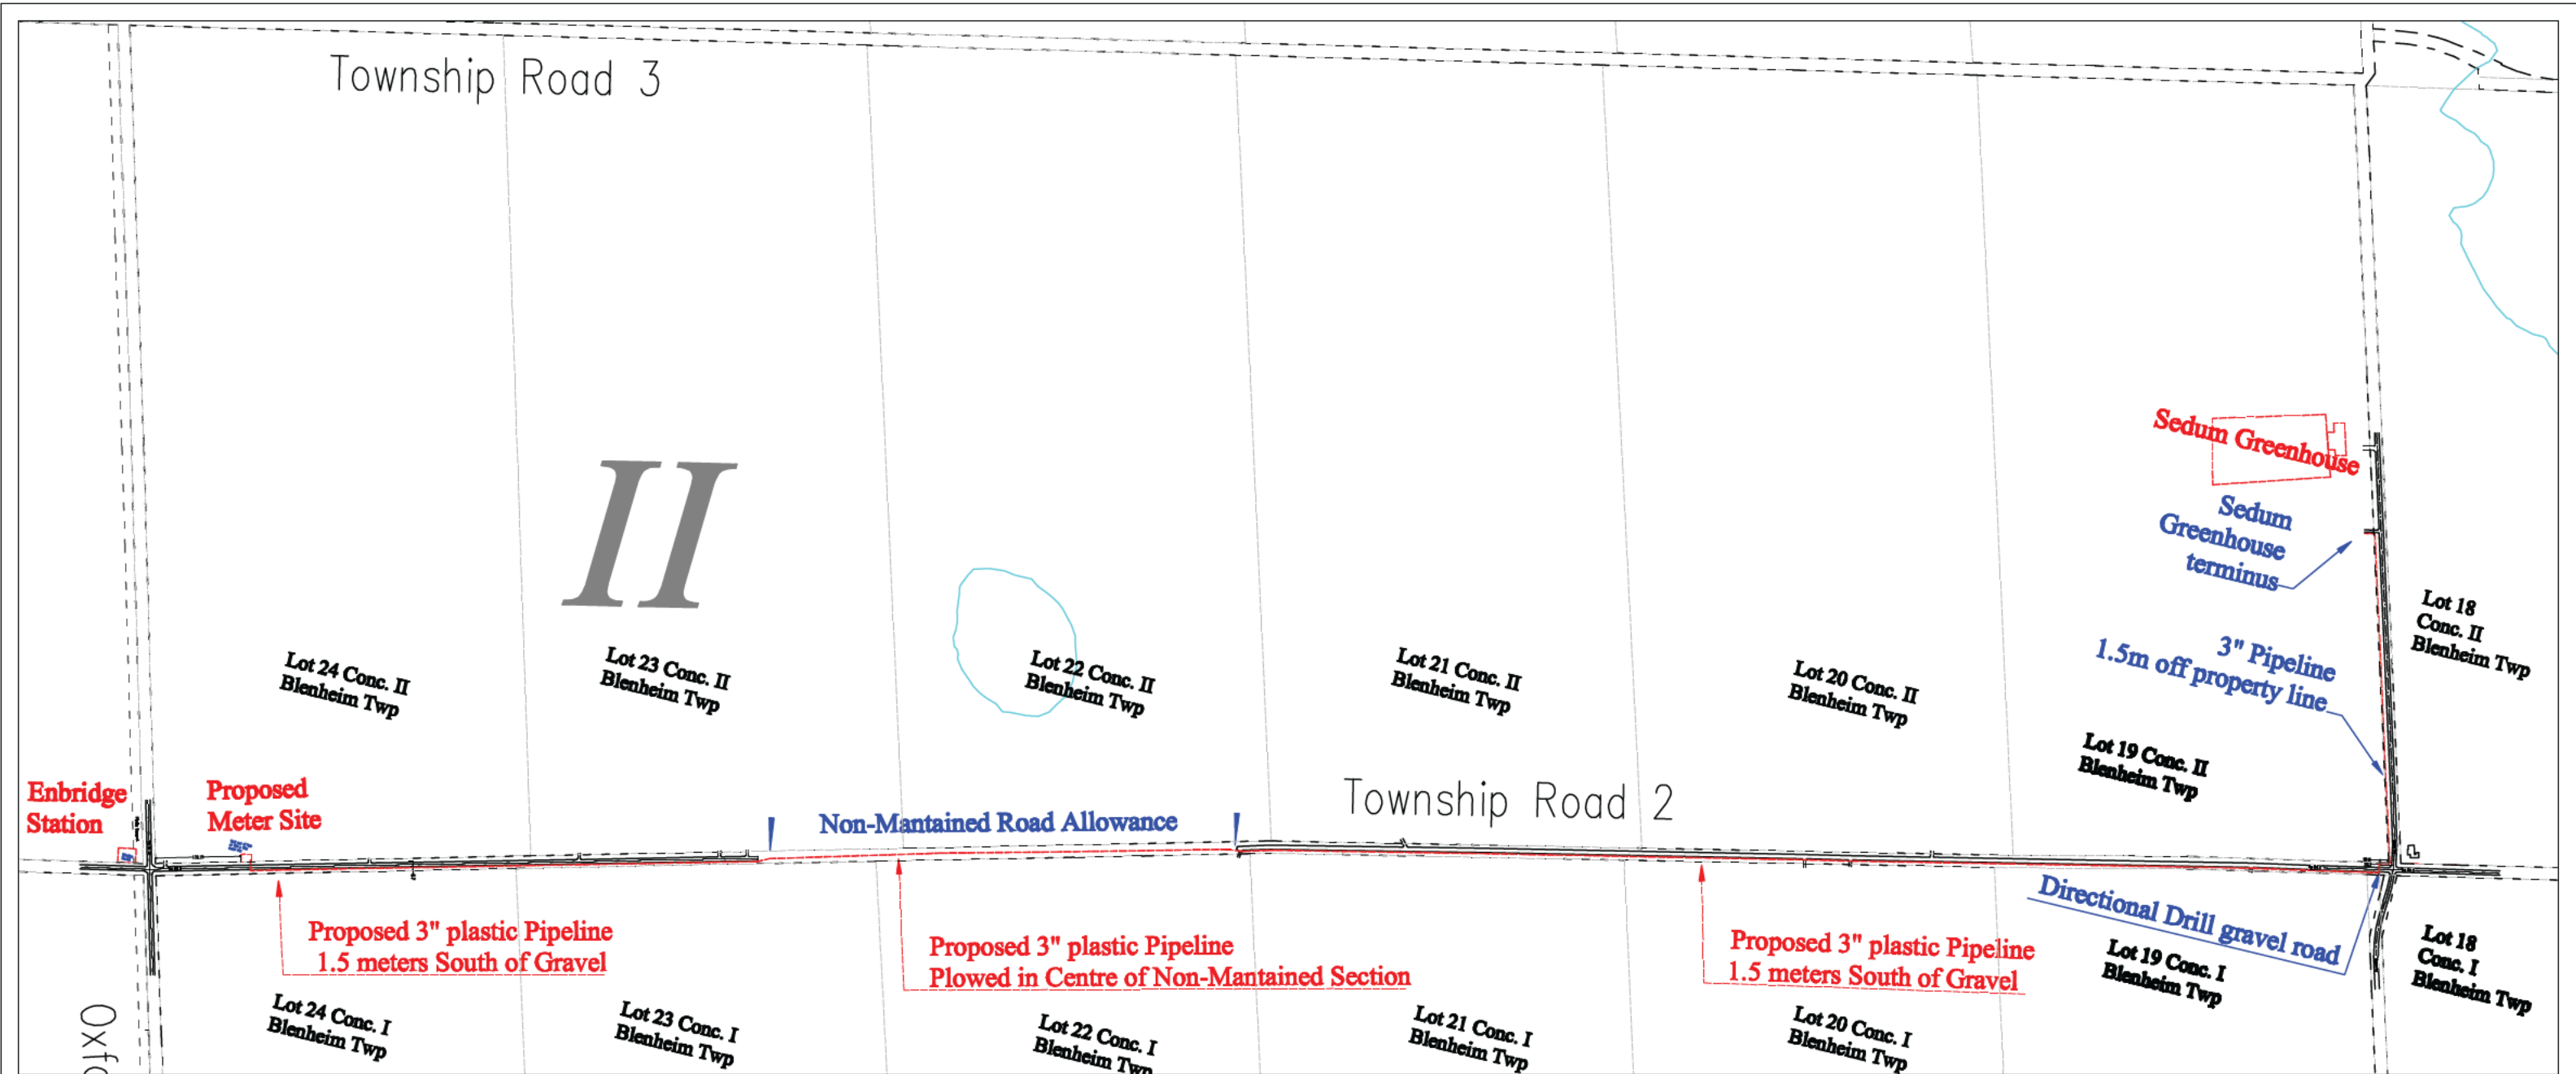 Township Road 3
II
Sedum Greenhouse
Sedum
Greenhouse
terminus
Lot 18
Conc. II
Blenheim Twp
3" Pipeline
1.5m off property line
Lot 24 Conc. II
Blenheim Twp
Lot 23 Conc. II
Blenheim Twp
Lot 22 Conc. II
Blenheim Twp
Lot 21 Conc. II
Blenheim Twp
Lot 20 Conc. II
Blenheim Twp
Lot 19 Conc. II
Blenheim Twp
Enbridge
Station
Proposed
Meter Site
Non-Mantained Road Allowance
Township Road 2
Directional Drill gravel road
Proposed 3" plastic Pipeline
1.5 meters South of Gravel
Proposed 3" plastic Pipeline
Plowed in Centre of Non-Mantained Section
Proposed 3" plastic Pipeline
1.5 meters South of Gravel
Lot 19 Conc. I
Blenheim Twp
Lot 18
Conc. I
Blenheim Twp
Lot 24 Conc. I
Blenheim Twp
Lot 23 Conc. I
Blenheim Twp
Lot 22 Conc. I
Blenheim Twp
Lot 21 Conc. I
Blenheim Twp
Lot 20 Conc. I
Blenheim Twp